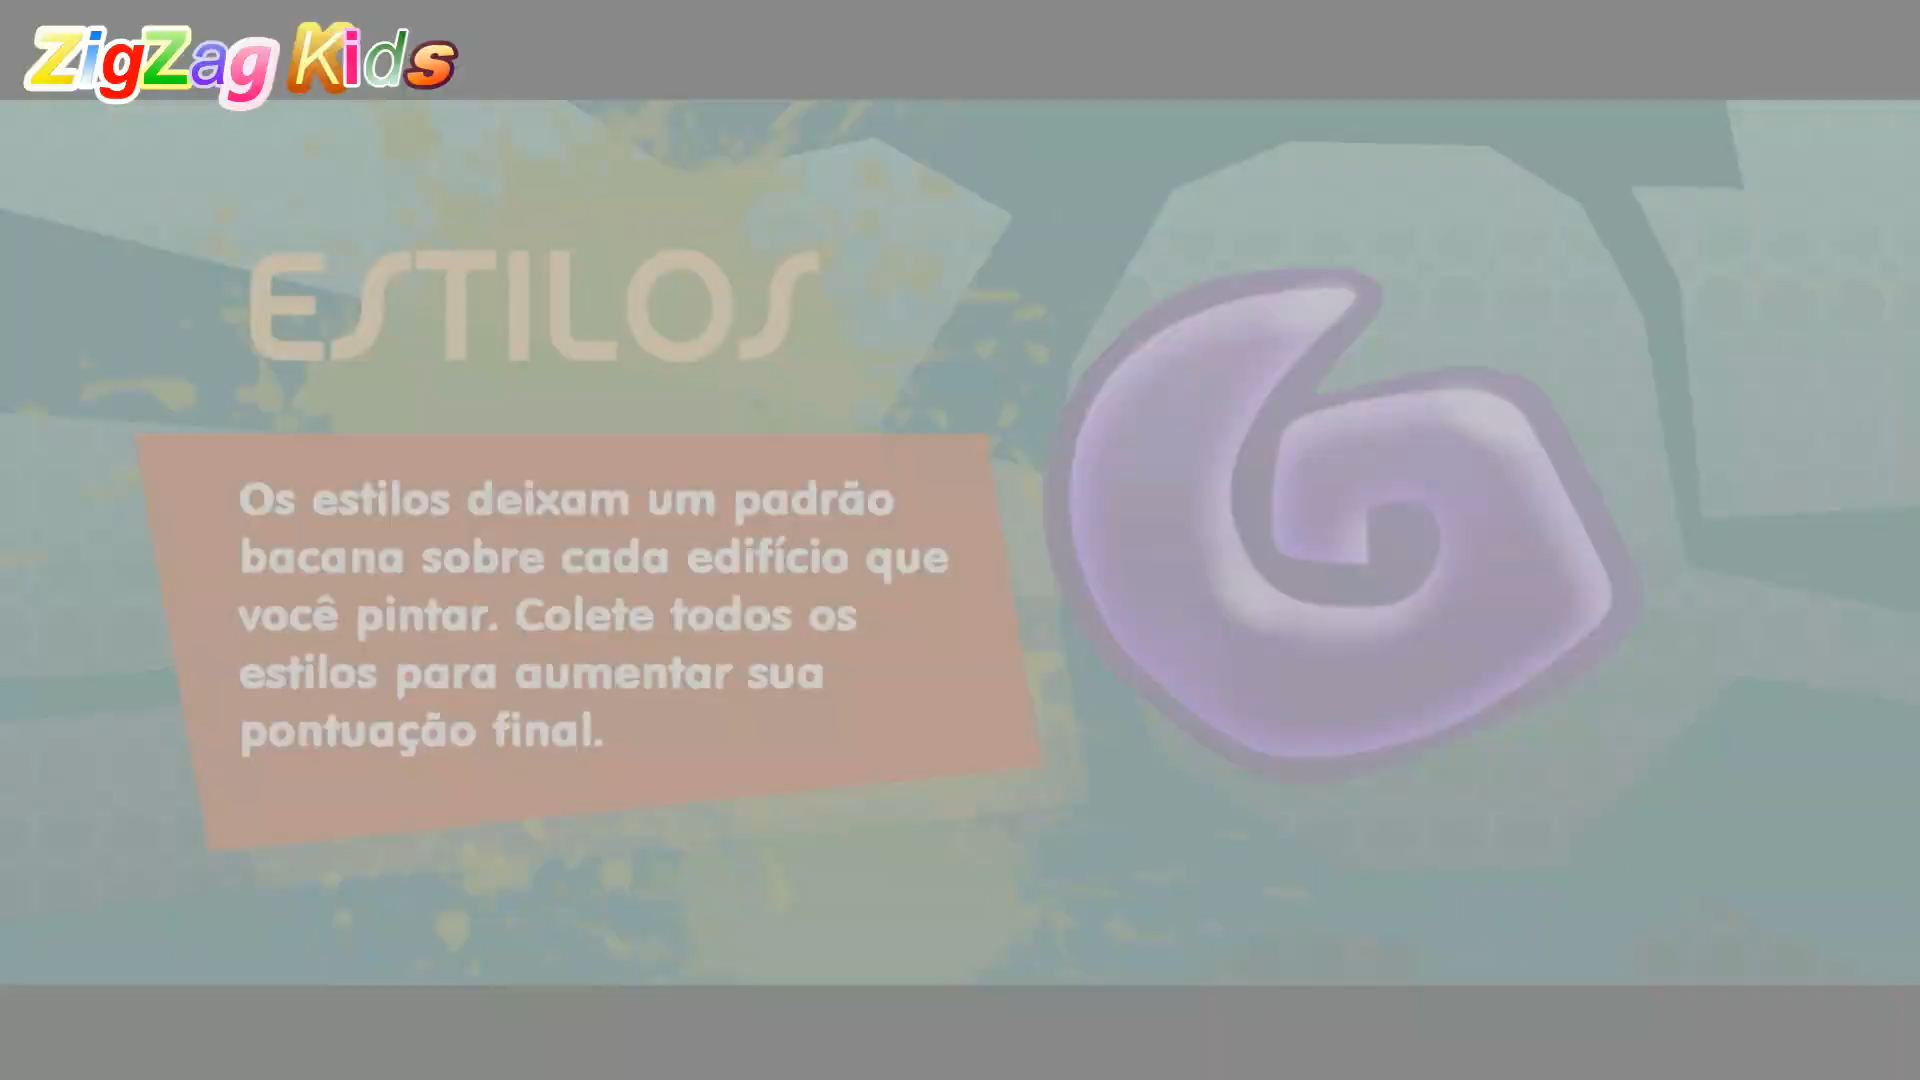 ZigZag Kids
ESTILOS
Os estilos deixam um padrão
bacana sobre cada edifício que
você pintar. Colete todos os
estilos para aumentar sua
pontuação final.